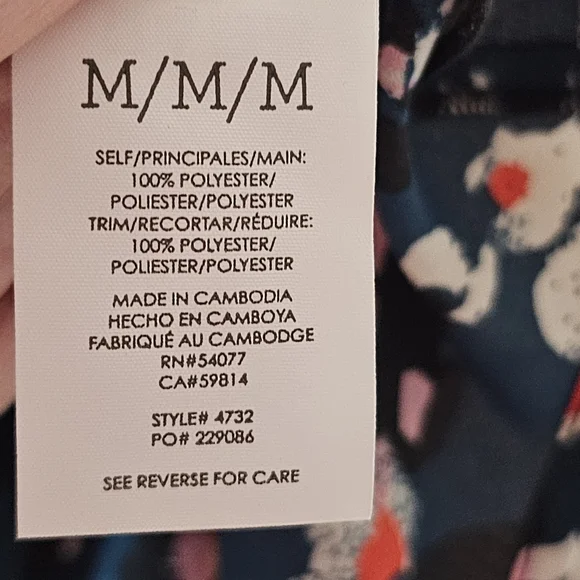 M/M/M
SELF/PRINCIPALES/MAIN:
100% POLYESTER/
POLIESTER/POLYESTER
TRIM/RECORTAR/RÉDUIRE:
100% POLYESTER/
POLIESTER/POLYESTER
MADE IN CAMBODIA
HECHO EN CAMBOYA
FABRIQUÉ AU CAMBODGE
RN#54077
CA#59814
STYLE# 4732
PO# 229086
SEE REVERSE FOR CARE